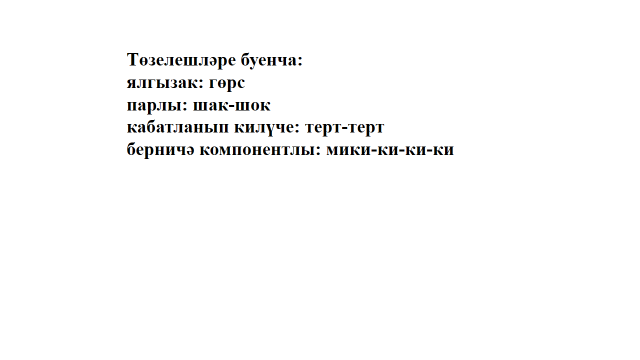 Төзелешләре буенча:
ялгызак: гөрс
парлы: шак-шок
кабатланып килүче: терт-терт
берничә компонентлы: мики-ки-ки-ки